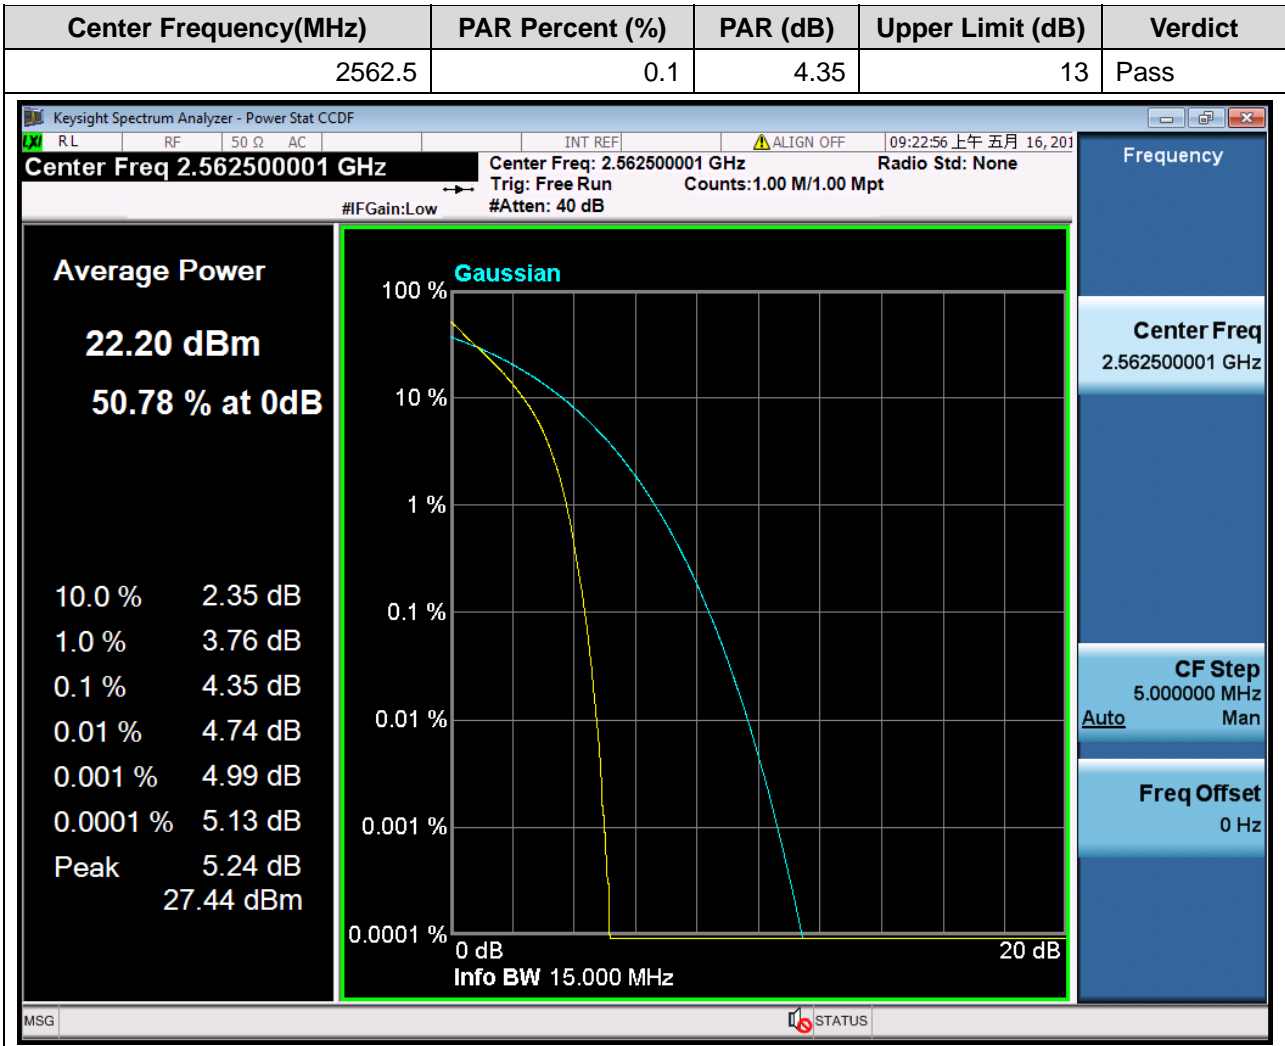 Center Frequency(MHz) PAR Percent (%) PAR (dB) Upper Limit (dB) Verdict
2562.5 0.1 4.35 13 Pass
Keysight Spectrum Analyzer - Power Stat CCDF
LXI RL RF 50 Ω AC INT REF ALIGN OFF 09:22:56 上午 五月 16, 201
Center Freq 2.562500001 GHz
Center Freq: 2.562500001 GHz Radio Std: None
Trig: Free Run Counts:1.00 M/1.00 Mpt
#IFGain:Low #Atten: 40 dB
Average Power
22.20 dBm
50.78 % at 0dB
10.0 % 2.35 dB
1.0 % 3.76 dB
0.1 % 4.35 dB
0.01 % 4.74 dB
0.001 % 4.99 dB
0.0001 % 5.13 dB
Peak 5.24 dB
27.44 dBm
Gaussian
100 %
10 %
1 %
0.1 %
0.01 %
0.001 %
0.0001 %
0 dB 20 dB
Info BW 15.000 MHz
Frequency
Center Freq
2.562500001 GHz
CF Step
5.000000 MHz
Auto Man
Freq Offset
0 Hz
MSG STATUS